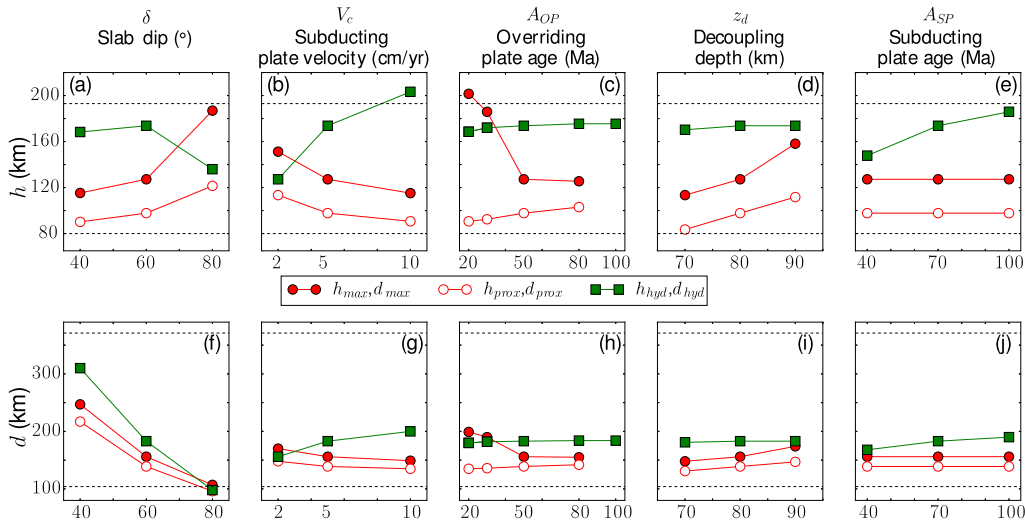 δ V_c A_OP z_d A_SP
Slab dip (°) Subducting Overriding Decoupling Subducting
plate velocity (cm/yr) plate age (Ma) depth (km) plate age (Ma)
(a) (b) (c) (d) (e)
200
160
120
80
h (km)
40 60 80 2 5 10 20 50 80 100 70 80 90 40 70 100
h_max, d_max h_prox, d_prox h_hyd, d_hyd
(f) (g) (h) (i) (j)
300
200
100
d (km)
40 60 80 2 5 10 20 50 80 100 70 80 90 40 70 100